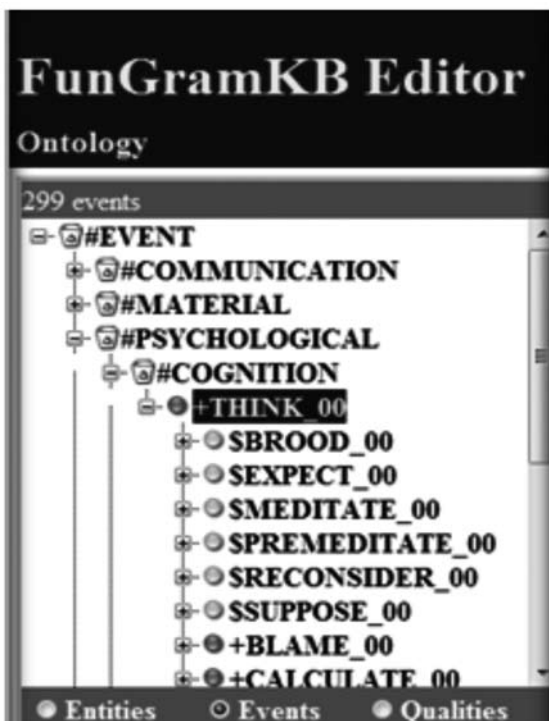 FunGramKB Editor
Ontology
299 events
#EVENT
#COMMUNICATION
#MATERIAL
#PSYCHOLOGICAL
#COGNITION
+THINK_00
$BROOD_00
$EXPECT_00
$MEDITATE_00
$PREMEDITATE_00
$RECONSIDER_00
$SUPPOSE_00
+BLAME_00
+CALCULATE_00
Entities Events Qualities